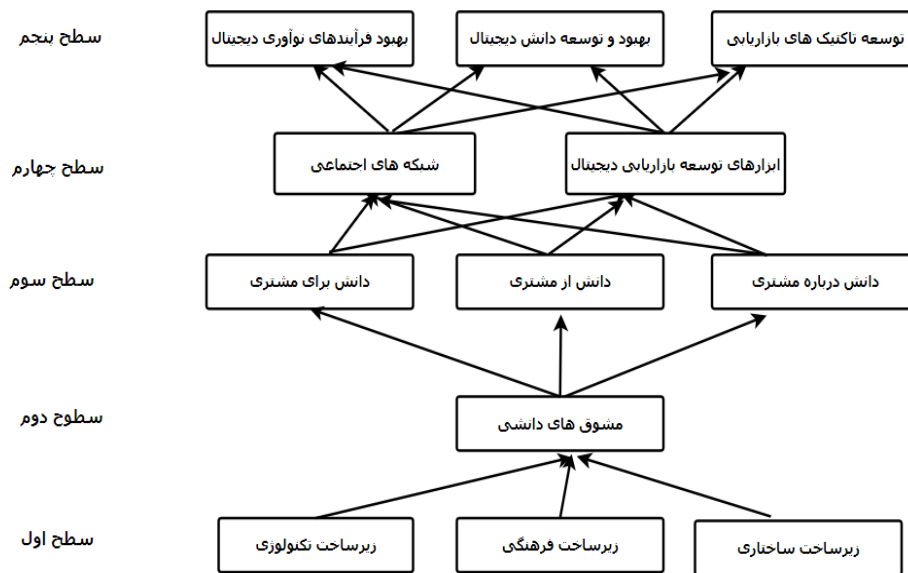 سطح پنجم
توسعه تاکتیک های بازاریابی
بهبود و توسعه دانش دیجیتال
بهبود فرآیندهای نوآوری دیجیتال
سطح چهارم
ابزارهای توسعه بازاریابی دیجیتال
شبکه های اجتماعی
سطح سوم
دانش درباره مشتری
دانش از مشتری
دانش برای مشتری
سطوح دوم
مشوق های دانشی
سطح اول
زیرساخت ساختاری
زیرساخت فرهنگی
زیرساخت تکنولوژی